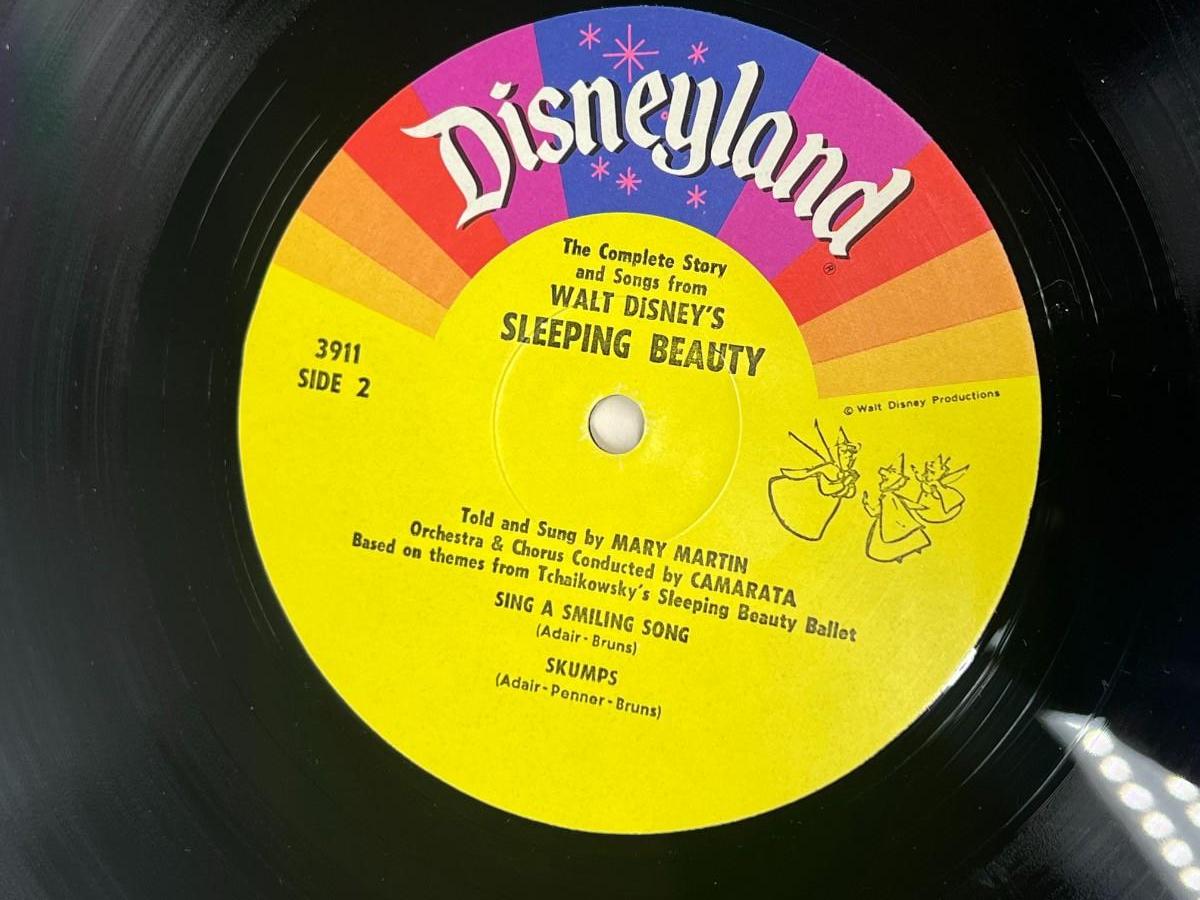 Disneyland
®
The Complete Story
and Songs from
WALT DiSNEY'S
SLEEPING BEAUTY
3911
SIDE 2
© Walt Disney Productions
Told and Sung by MARY MARTIN
Orchestra & Chorus Conducted by CAMARATA
Based on themes from Tchaikowsky's Sleeping Beauty Ballet
SING A SMILING SONG
(Adair-Bruns)
SKUMPS
(Adair-Penner-Bruns)